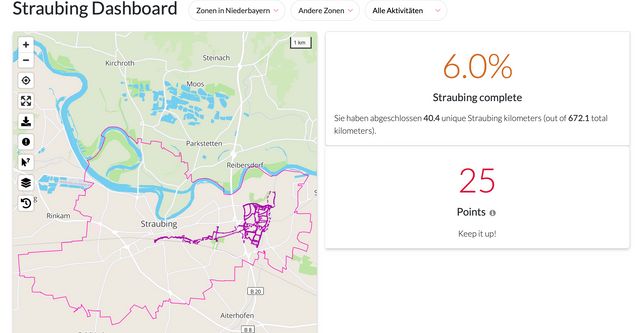 Straubing Dashboard
Zonen in Niederbayern
Andere Zonen
Alle Aktivitäten
+
−
1 km
Kirchroth
Steinach
Moos
Parkstetten
Reibersdorf
Rinkam
Straubing
B 20
Aiterhofen
B 8
6.0%
Straubing complete
Sie haben abgeschlossen 40.4 unique Straubing kilometers (out of 672.1 total
kilometers).
25
Points
Keep it up!